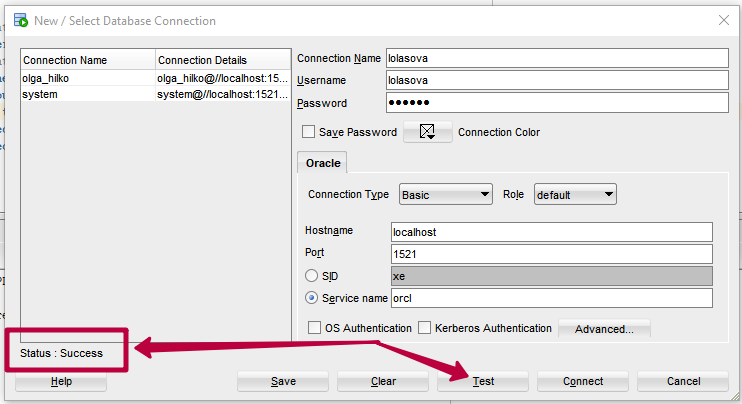 New / Select Database Connection
Connection Name Connection Details
olga_hilko olga_hilko@//localhost:15...
system system@//localhost:1521...
Connection Name lolasova
Username lolasova
Password ●●●●●●
Save Password Connection Color
Oracle
Connection Type Basic Role default
Hostname localhost
Port 1521
SID xe
Service name orcl
OS Authentication Kerberos Authentication Advanced...
Status : Success
Help Save Clear Test Connect Cancel